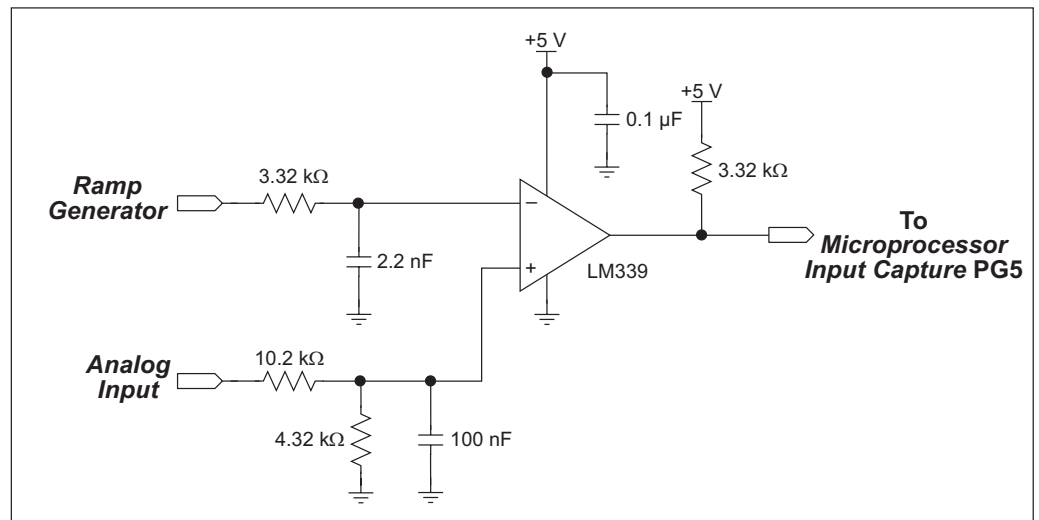 +5 V
0.1 µF
+5 V
3.32 kΩ
Ramp
Generator
3.32 kΩ
2.2 nF
−
+
LM339
To
Microprocessor
Input Capture PG5
Analog
Input
10.2 kΩ
4.32 kΩ
100 nF